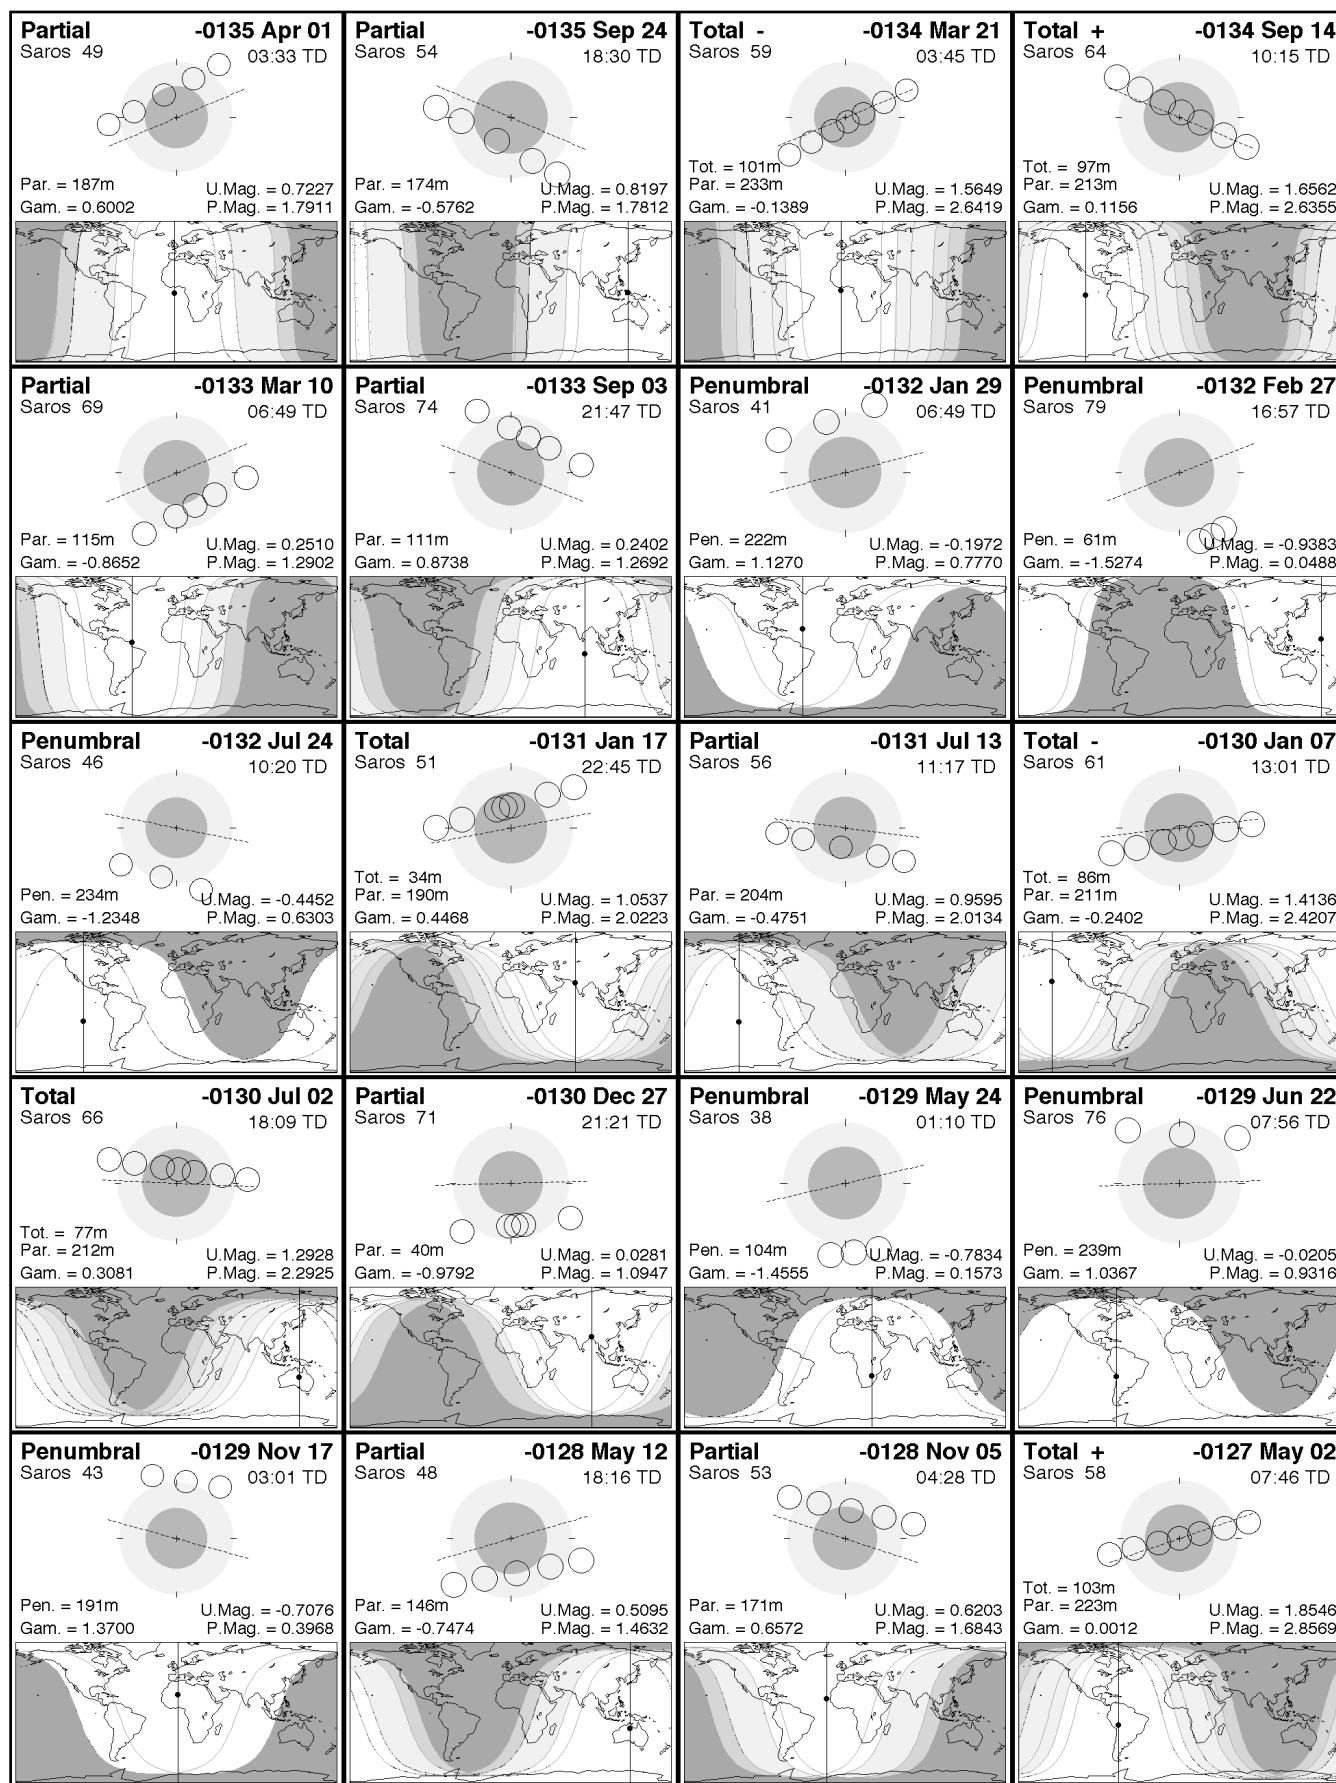 Partial -0135 Apr 01
Saros 49 03:33 TD
Par. = 187m U.Mag. = 0.7227
Gam. = 0.6002 P.Mag. = 1.7911
Partial -0135 Sep 24
Saros 54 18:30 TD
Par. = 174m U.Mag. = 0.8197
Gam. = -0.5762 P.Mag. = 1.7812
Total - -0134 Mar 21
Saros 59 03:45 TD
Tot. = 101m
Par. = 233m U.Mag. = 1.5649
Gam. = -0.1389 P.Mag. = 2.6419
Total + -0134 Sep 14
Saros 64 10:15 TD
Tot. = 97m
Par. = 213m U.Mag. = 1.6562
Gam. = 0.1156 P.Mag. = 2.6355
Partial -0133 Mar 10
Saros 69 06:49 TD
Par. = 115m U.Mag. = 0.2510
Gam. = -0.8652 P.Mag. = 1.2902
Partial -0133 Sep 03
Saros 74 21:47 TD
Par. = 111m U.Mag. = 0.2402
Gam. = 0.8738 P.Mag. = 1.2692
Penumbral -0132 Jan 29
Saros 41 06:49 TD
Pen. = 222m U.Mag. = -0.1972
Gam. = 1.1270 P.Mag. = 0.7770
Penumbral -0132 Feb 27
Saros 79 16:57 TD
Pen. = 61m U.Mag. = -0.9383
Gam. = -1.5274 P.Mag. = 0.0488
Penumbral -0132 Jul 24
Saros 46 10:20 TD
Pen. = 234m U.Mag. = -0.4452
Gam. = -1.2348 P.Mag. = 0.6303
Total -0131 Jan 17
Saros 51 22:45 TD
Tot. = 34m
Par. = 190m U.Mag. = 1.0537
Gam. = 0.4468 P.Mag. = 2.0223
Partial -0131 Jul 13
Saros 56 11:17 TD
Par. = 204m U.Mag. = 0.9595
Gam. = -0.4751 P.Mag. = 2.0134
Total - -0130 Jan 07
Saros 61 13:01 TD
Tot. = 86m
Par. = 211m U.Mag. = 1.4136
Gam. = -0.2402 P.Mag. = 2.4207
Total -0130 Jul 02
Saros 66 18:09 TD
Tot. = 77m
Par. = 212m U.Mag. = 1.2928
Gam. = 0.3081 P.Mag. = 2.2925
Partial -0130 Dec 27
Saros 71 21:21 TD
Par. = 40m U.Mag. = 0.0281
Gam. = -0.9792 P.Mag. = 1.0947
Penumbral -0129 May 24
Saros 38 01:10 TD
Pen. = 104m U.Mag. = -0.7834
Gam. = -1.4555 P.Mag. = 0.1573
Penumbral -0129 Jun 22
Saros 76 07:56 TD
Pen. = 239m U.Mag. = -0.0205
Gam. = 1.0367 P.Mag. = 0.9316
Penumbral -0129 Nov 17
Saros 43 03:01 TD
Pen. = 191m U.Mag. = -0.7076
Gam. = 1.3700 P.Mag. = 0.3968
Partial -0128 May 12
Saros 48 18:16 TD
Par. = 146m U.Mag. = 0.5095
Gam. = -0.7474 P.Mag. = 1.4632
Partial -0128 Nov 05
Saros 53 04:28 TD
Par. = 171m U.Mag. = 0.6203
Gam. = 0.6572 P.Mag. = 1.6843
Total + -0127 May 02
Saros 58 07:46 TD
Tot. = 103m
Par. = 223m U.Mag. = 1.8546
Gam. = 0.0012 P.Mag. = 2.8569